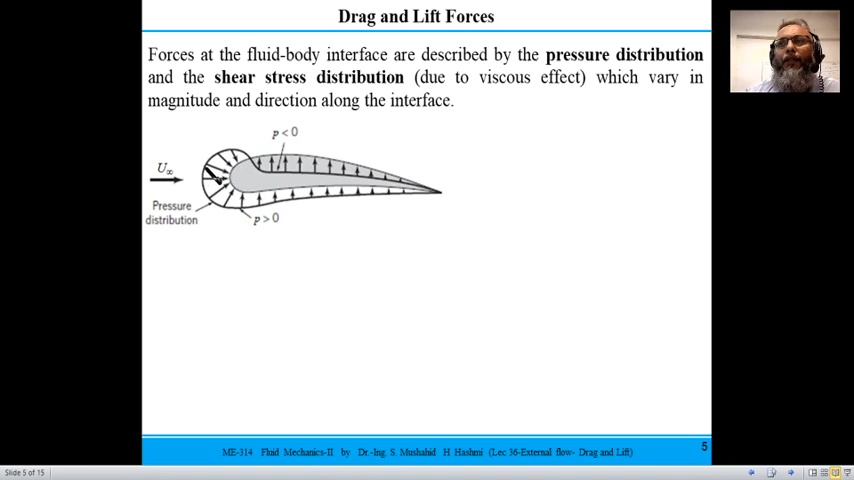 Drag and Lift Forces
Forces at the fluid-body interface are described by the pressure distribution
and the shear stress distribution (due to viscous effect) which vary in
magnitude and direction along the interface.
p < 0
U∞
Pressure
distribution
p > 0
5
ME-314 Fluid Mechanics-II by Dr.-Ing. S. Mushahid H Hashmi (Lec 36-External flow- Drag and Lift)
Slide 5 of 15